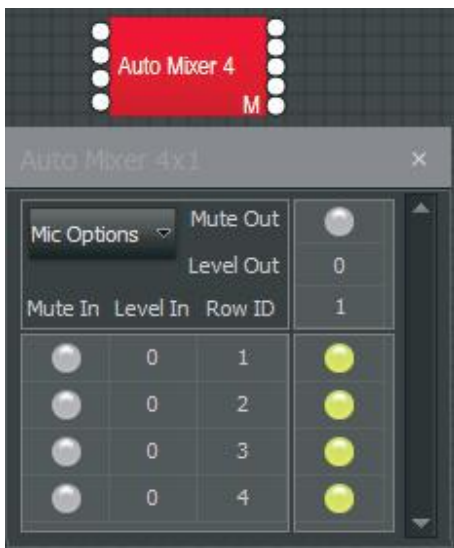 Auto Mixer 4
M
Auto Mixer 4x1
×
Mic Options Mute Out
Level Out 0
Mute In Level In Row ID 1
0 1
0 2
0 3
0 4